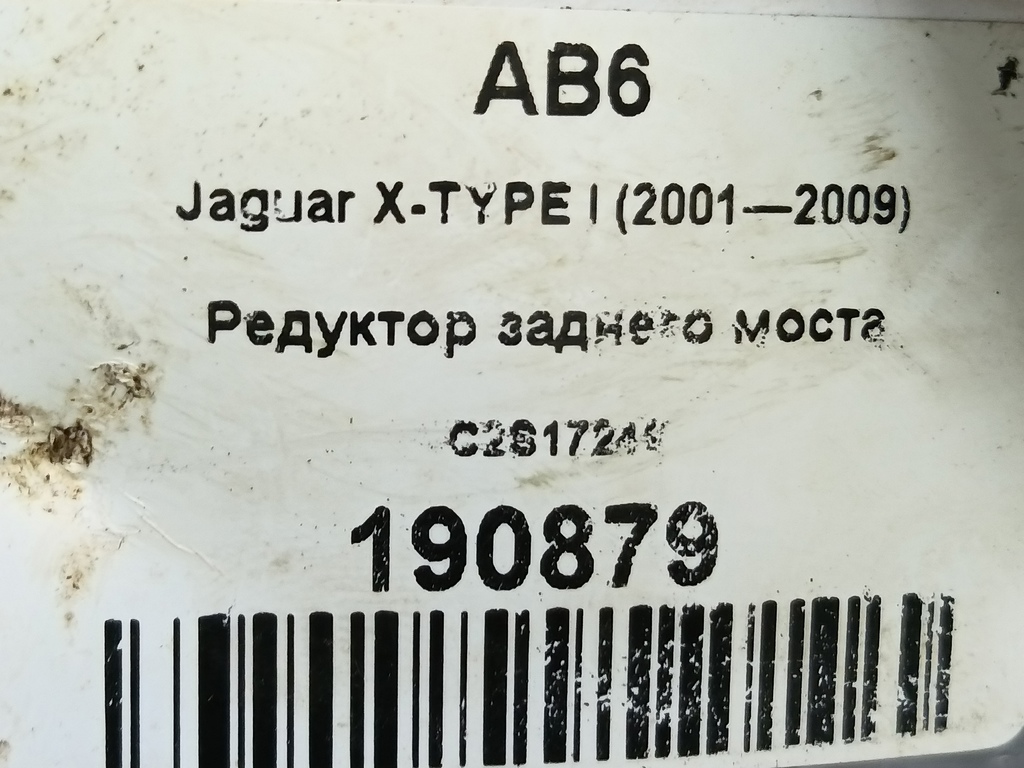 AB6
Jaguar X-TYPE I (2001—2009)
Редуктор заднего моста
190879